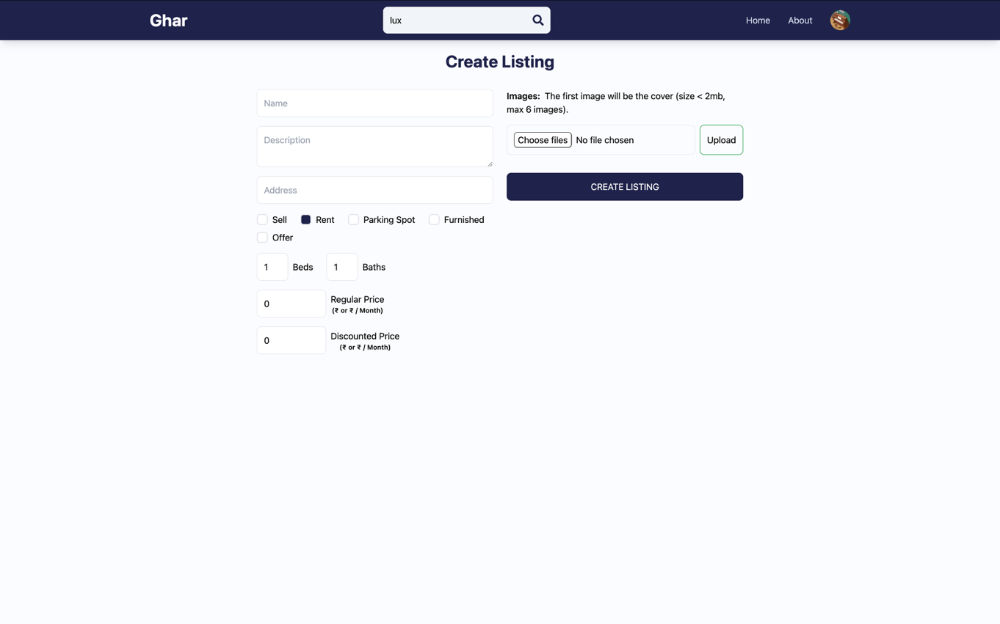 Ghar
lux
Home
About
Create Listing
Name
Description
Address
Sell
Rent
Parking Spot
Furnished
Offer
1
Beds
1
Baths
0
Regular Price
(₹ or ₹ / Month)
0
Discounted Price
(₹ or ₹ / Month)
Images: The first image will be the cover (size < 2mb,
max 6 images).
Choose files No file chosen
Upload
CREATE LISTING